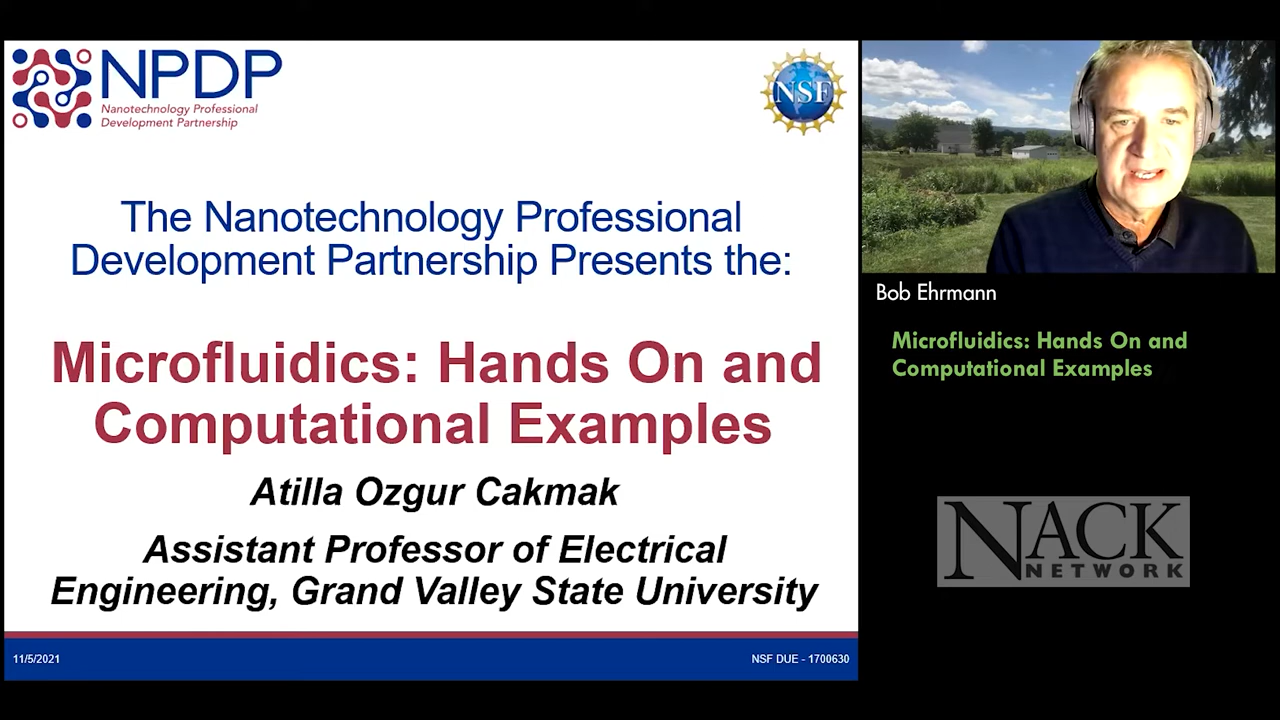 NPDP
Nanotechnology Professional
Development Partnership
NSF
The Nanotechnology Professional
Development Partnership Presents the:
Microfluidics: Hands On and
Computational Examples
Atilla Ozgur Cakmak
Assistant Professor of Electrical
Engineering, Grand Valley State University
11/5/2021
NSF DUE - 1700630
Bob Ehrmann
Microfluidics: Hands On and
Computational Examples
NACK
NETWORK